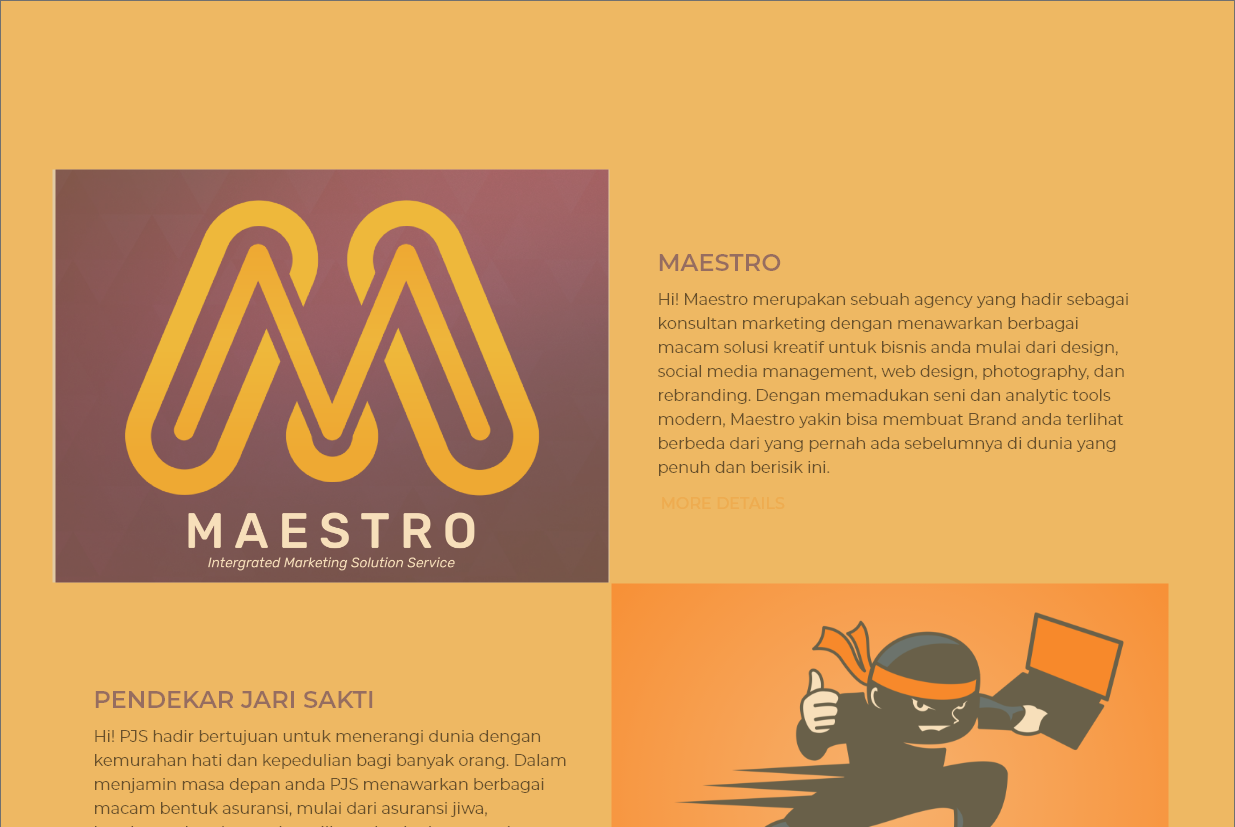 MAESTRO
Intergrated Marketing Solution Service
MAESTRO
Hi! Maestro merupakan sebuah agency yang hadir sebagai
konsultan marketing dengan menawarkan berbagai
macam solusi kreatif untuk bisnis anda mulai dari design,
social media management, web design, photography, dan
rebranding. Dengan memadukan seni dan analytic tools
modern, Maestro yakin bisa membuat Brand anda terlihat
berbeda dari yang pernah ada sebelumnya di dunia yang
penuh dan berisik ini.
MORE DETAILS
PENDEKAR JARI SAKTI
Hi! PJS hadir bertujuan untuk menerangi dunia dengan
kemurahan hati dan kepedulian bagi banyak orang. Dalam
menjamin masa depan anda PJS menawarkan berbagai
macam bentuk asuransi, mulai dari asuransi jiwa,